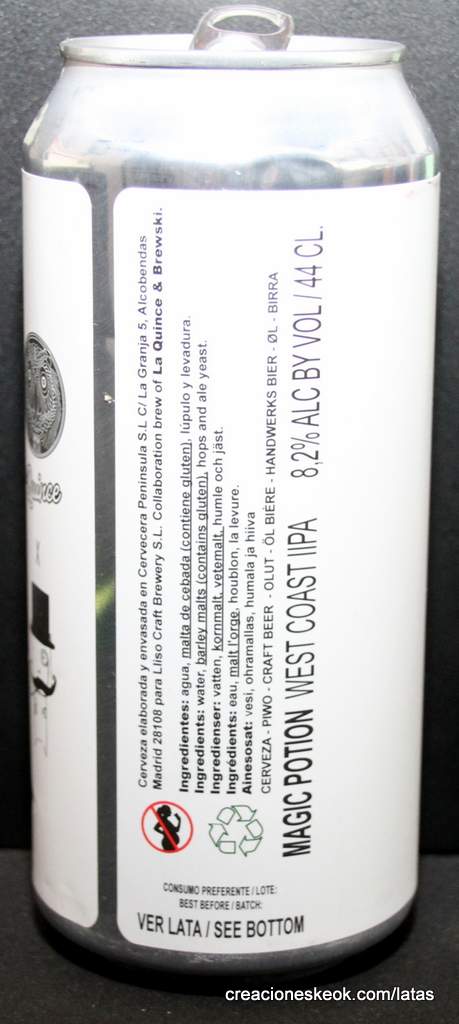 Quince
X
Cerveza elaborada y envasada en Cervecera Peninsula S.L C/ La Granja 5, Alcobendas
Madrid 28108 para Lliso Craft Brewery S.L. Collaboration brew of La Quince & Brewski.
Ingredientes: agua, malta de cebada (contiene gluten), lúpulo y levadura.
Ingredients: water, barley malts (contains gluten), hops and ale yeast.
Ingredienser: vatten, kornmalt, vetemalt, humle och jäst.
Ingrédients: eau, malt l'orge, houblon, la levure.
Ainesosat: vesi, ohramallas, humala ja hiiva
CERVEZA - PIWO - CRAFT BEER - OLUT - ÖL BIÈRE - HANDWERKS BIER - ØL - BIRRA
MAGIC POTION WEST COAST IIPA 8,2% ALC BY VOL / 44 CL.
CONSUMO PREFERENTE / LOTE:
BEST BEFORE / BATCH:
VER LATA / SEE BOTTOM
creacioneskeok.com/latas